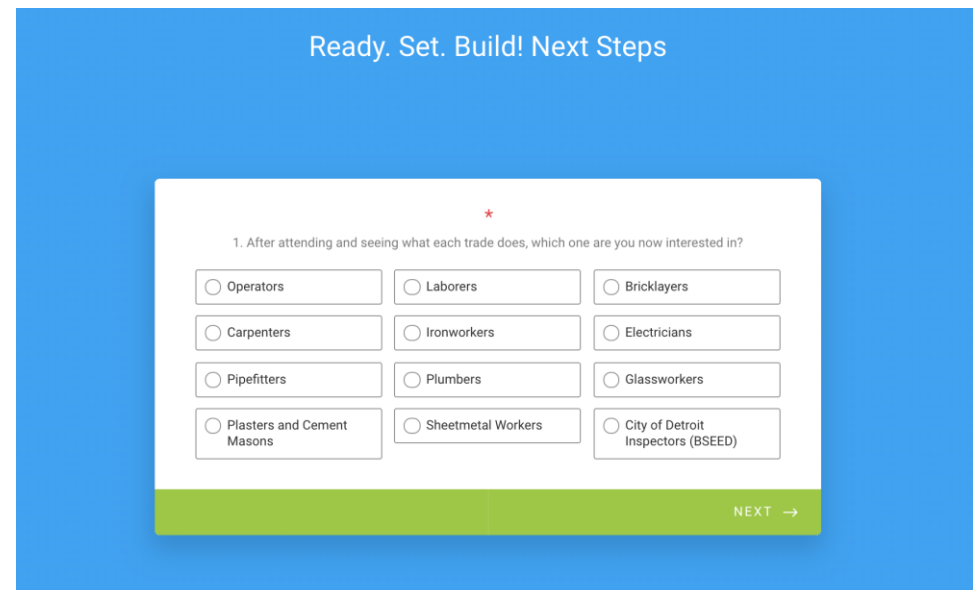 Ready. Set. Build! Next Steps
*
1. After attending and seeing what each trade does, which one are you now interested in?
Operators
Laborers
Bricklayers
Carpenters
Ironworkers
Electricians
Pipefitters
Plumbers
Glassworkers
Plasters and Cement
Masons
Sheetmetal Workers
City of Detroit
Inspectors (BSEED)
NEXT →